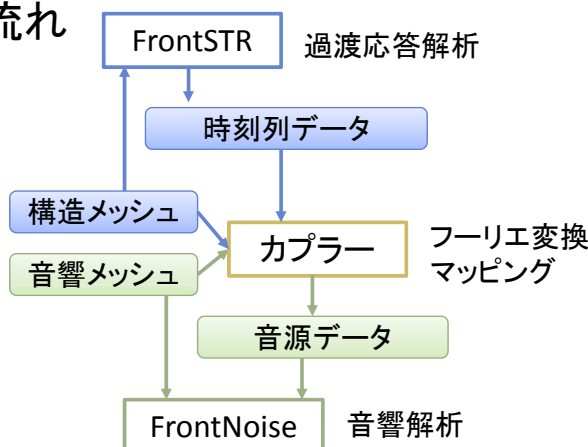 流れ
FrontSTR
過渡応答解析
時刻列データ
構造メッシュ
カプラー
フーリエ変換
マッピング
音響メッシュ
音源データ
FrontNoise
音響解析